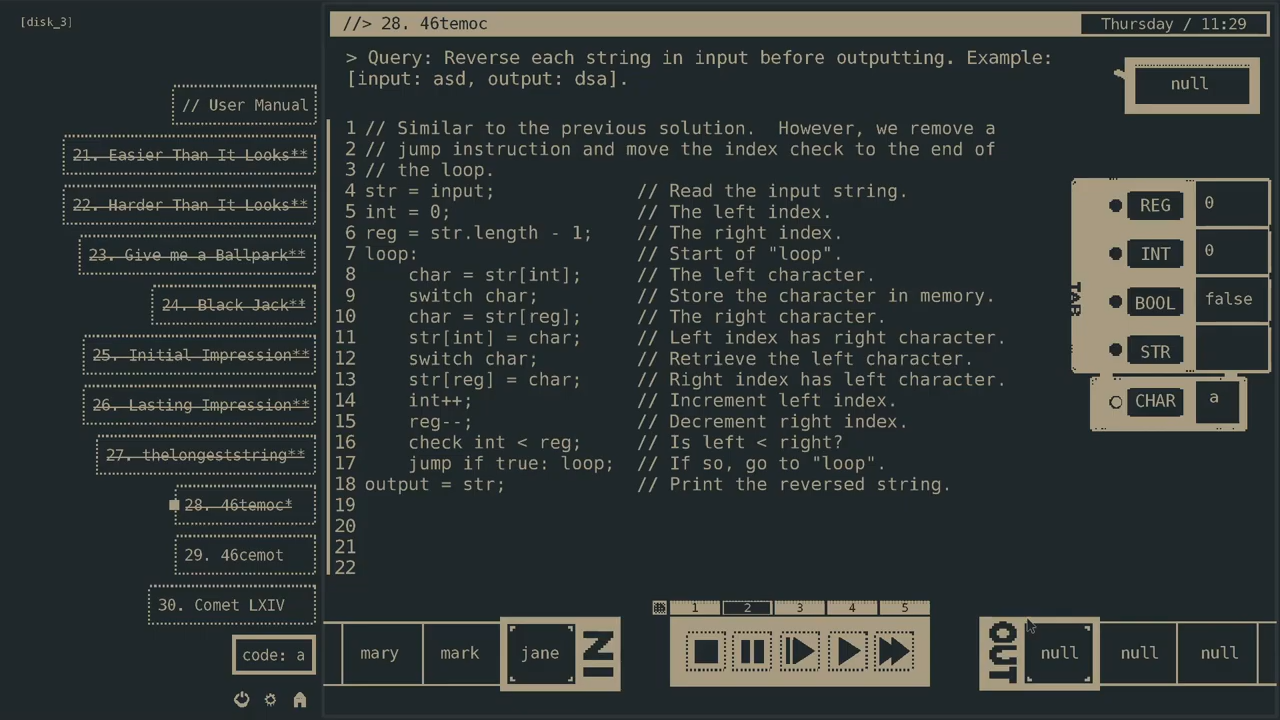 [disk_3]
// User Manual
21. Easier Than It Looks**
22. Harder Than It Looks**
23. Give me a Ballpark**
24. Black Jack**
25. Initial Impression**
26. Lasting Impression**
27. thelongeststring**
28. 46temoc*
29. 46cemot
30. Comet LXIV
code: a
//> 28. 46temoc
Thursday / 11:29
> Query: Reverse each string in input before outputting. Example:
[input: asd, output: dsa].
null
1 // Similar to the previous solution.  However, we remove a
2 // jump instruction and move the index check to the end of
3 // the loop.
4 str = input;             // Read the input string.
5 int = 0;                 // The left index.
6 reg = str.length - 1;    // The right index.
7 loop:                    // Start of "loop".
8     char = str[int];     // The left character.
9     switch char;         // Store the character in memory.
10     char = str[reg];     // The right character.
11     str[int] = char;     // Left index has right character.
12     switch char;         // Retrieve the left character.
13     str[reg] = char;     // Right index has left character.
14     int++;               // Increment left index.
15     reg--;               // Decrement right index.
16     check int < reg;     // Is left < right?
17     jump if true: loop;  // If so, go to "loop".
18 output = str;            // Print the reversed string.
19
20
21
22
TAB
REG 0
INT 0
BOOL false
STR
CHAR a
mary mark jane IN
1 2 3 4 5
OUT null null null